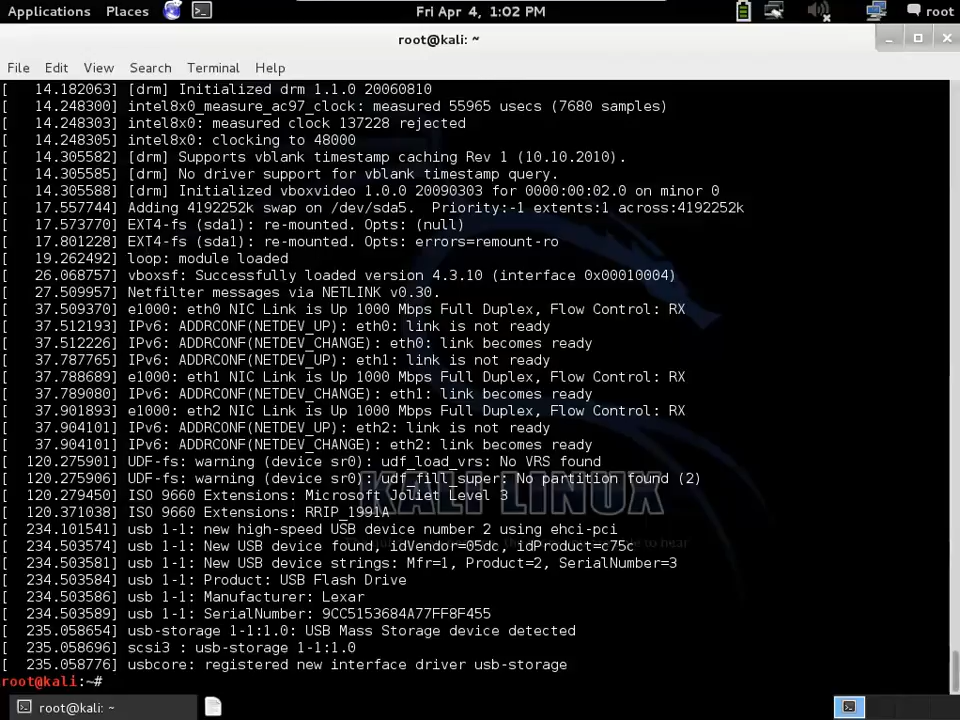 Applications Places Fri Apr 4, 1:02 PM root
root@kali: ~
File Edit View Search Terminal Help
[   14.182063] [drm] Initialized drm 1.1.0 20060810
[   14.248300] intel8x0_measure_ac97_clock: measured 55965 usecs (7680 samples)
[   14.248303] intel8x0: measured clock 137228 rejected
[   14.248305] intel8x0: clocking to 48000
[   14.305582] [drm] Supports vblank timestamp caching Rev 1 (10.10.2010).
[   14.305585] [drm] No driver support for vblank timestamp query.
[   14.305588] [drm] Initialized vboxvideo 1.0.0 20090303 for 0000:00:02.0 on minor 0
[   17.557744] Adding 4192252k swap on /dev/sda5.  Priority:-1 extents:1 across:4192252k
[   17.573770] EXT4-fs (sda1): re-mounted. Opts: (null)
[   17.801228] EXT4-fs (sda1): re-mounted. Opts: errors=remount-ro
[   19.262492] loop: module loaded
[   26.068757] vboxsf: Successfully loaded version 4.3.10 (interface 0x00010004)
[   27.509957] Netfilter messages via NETLINK v0.30.
[   37.509370] e1000: eth0 NIC Link is Up 1000 Mbps Full Duplex, Flow Control: RX
[   37.512193] IPv6: ADDRCONF(NETDEV_UP): eth0: link is not ready
[   37.512226] IPv6: ADDRCONF(NETDEV_CHANGE): eth0: link becomes ready
[   37.787765] IPv6: ADDRCONF(NETDEV_UP): eth1: link is not ready
[   37.788689] e1000: eth1 NIC Link is Up 1000 Mbps Full Duplex, Flow Control: RX
[   37.789080] IPv6: ADDRCONF(NETDEV_CHANGE): eth1: link becomes ready
[   37.901893] e1000: eth2 NIC Link is Up 1000 Mbps Full Duplex, Flow Control: RX
[   37.904101] IPv6: ADDRCONF(NETDEV_UP): eth2: link is not ready
[   37.904101] IPv6: ADDRCONF(NETDEV_CHANGE): eth2: link becomes ready
[  120.275901] UDF-fs: warning (device sr0): udf_load_vrs: No VRS found
[  120.275906] UDF-fs: warning (device sr0): udf_fill_super: No partition found (2)
[  120.279450] ISO 9660 Extensions: Microsoft Joliet Level 3
KALI LINUX
[  120.371038] ISO 9660 Extensions: RRIP_1991A
[  234.101541] usb 1-1: new high-speed USB device number 2 using ehci-pci
[  234.503574] usb 1-1: New USB device found, idVendor=05dc, idProduct=c75c
[  234.503581] usb 1-1: New USB device strings: Mfr=1, Product=2, SerialNumber=3
[  234.503584] usb 1-1: Product: USB Flash Drive
[  234.503586] usb 1-1: Manufacturer: Lexar
[  234.503589] usb 1-1: SerialNumber: 9CC5153684A77FF8F455
[  235.058654] usb-storage 1-1:1.0: USB Mass Storage device detected
[  235.058696] scsi3 : usb-storage 1-1:1.0
[  235.058776] usbcore: registered new interface driver usb-storage
root@kali:~#
root@kali: ~